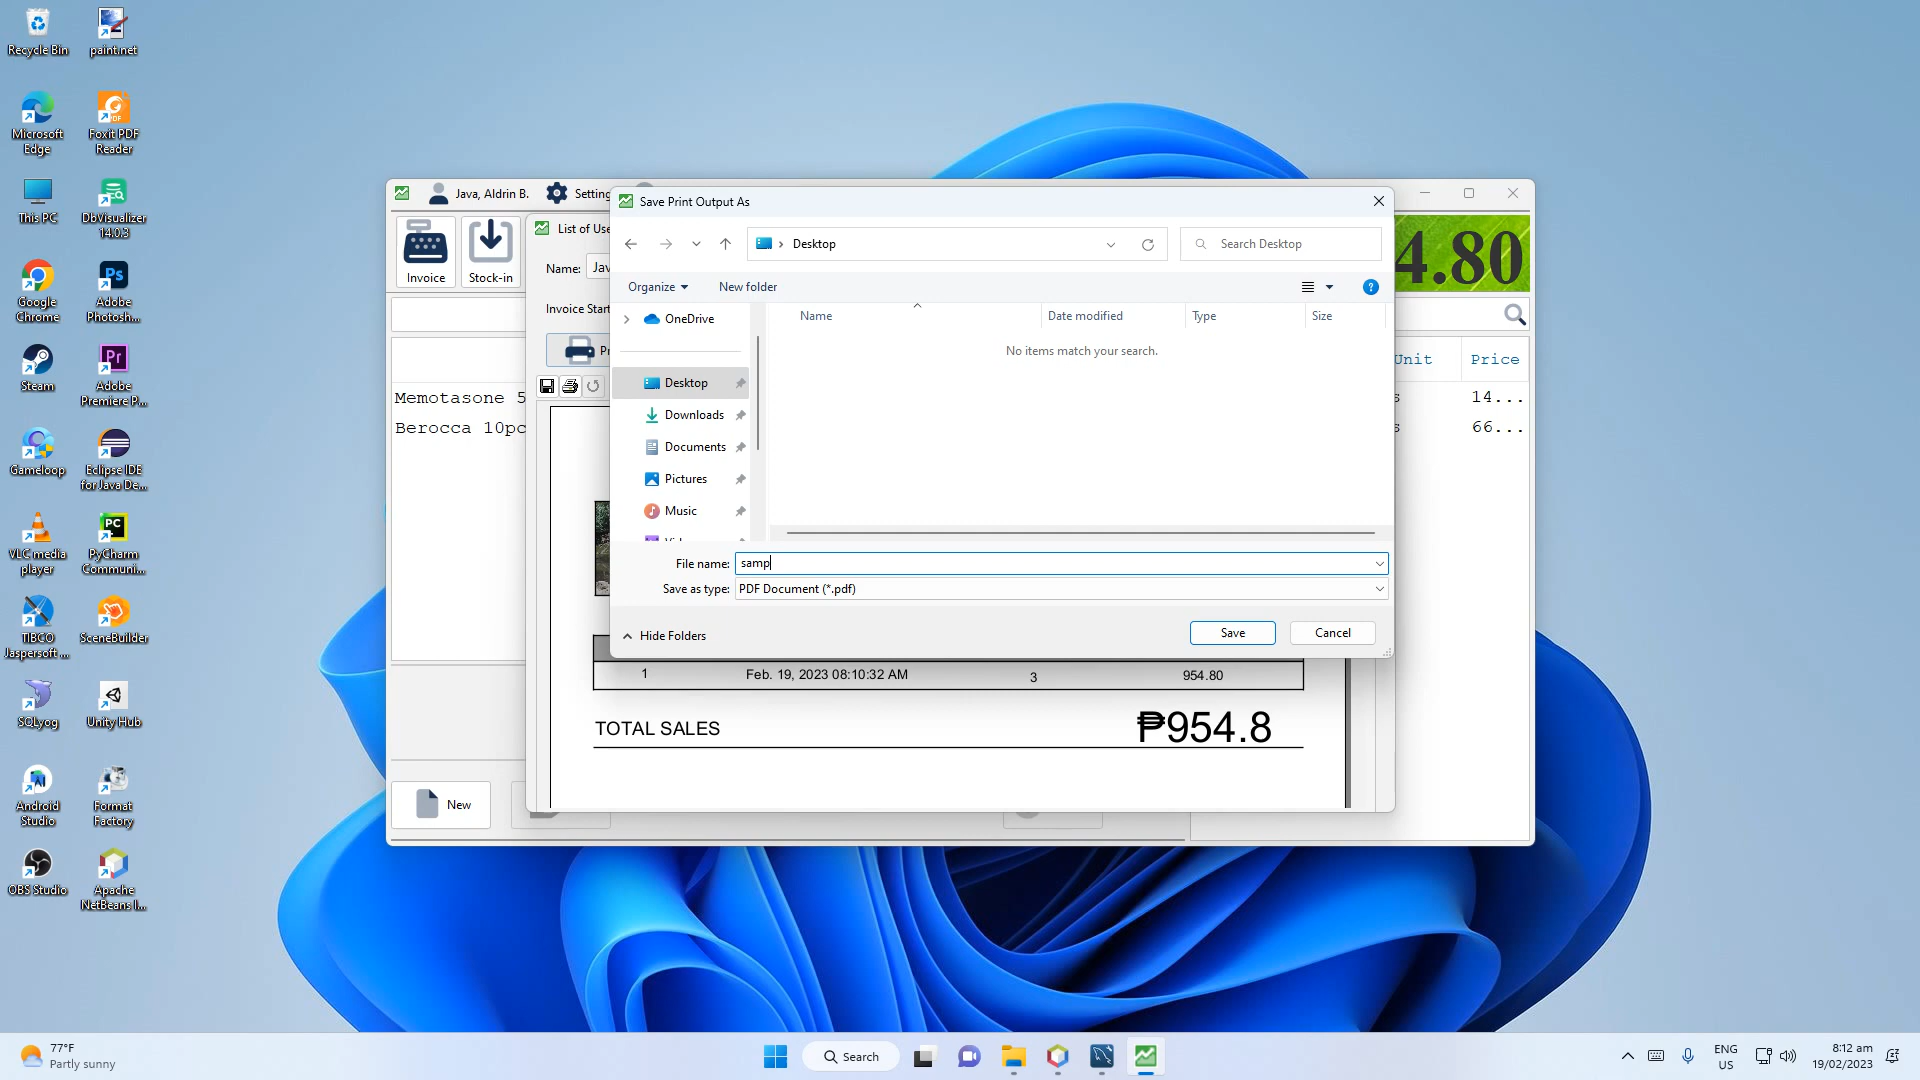 Recycle Bin
paint.net
Microsoft
Edge
Foxit PDF
Reader
This PC
DbVisualizer
14.0.3
Google
Chrome
Adobe
Photosh...
Steam
Adobe
Premiere P...
Gameloop
Eclipse IDE
for Java De...
VLC media
player
PyCharm
Communi...
TIBCO
Jaspersoft ...
SceneBuilder
SQLyog
Unity Hub
Android
Studio
Format
Factory
OBS Studio
Apache
NetBeans I...
Java, Aldrin B.
Setting
Invoice
Stock-in
4.80
Unit
Price
Memotasone 5
14...
Berocca 10pc
66...
New
List of Use
Name:
Jav
Invoice Start
Pr
1
Feb. 19, 2023 08:10:32 AM
3
954.80
TOTAL SALES
₱954.8
Save Print Output As
Desktop
Search Desktop
Organize
New folder
OneDrive
Desktop
Downloads
Documents
Pictures
Music
Name
Date modified
Type
Size
No items match your search.
File name:
samp
Save as type:
PDF Document (*.pdf)
Hide Folders
Save
Cancel
77°F
Partly sunny
Search
ENG
US
8:12 am
19/02/2023